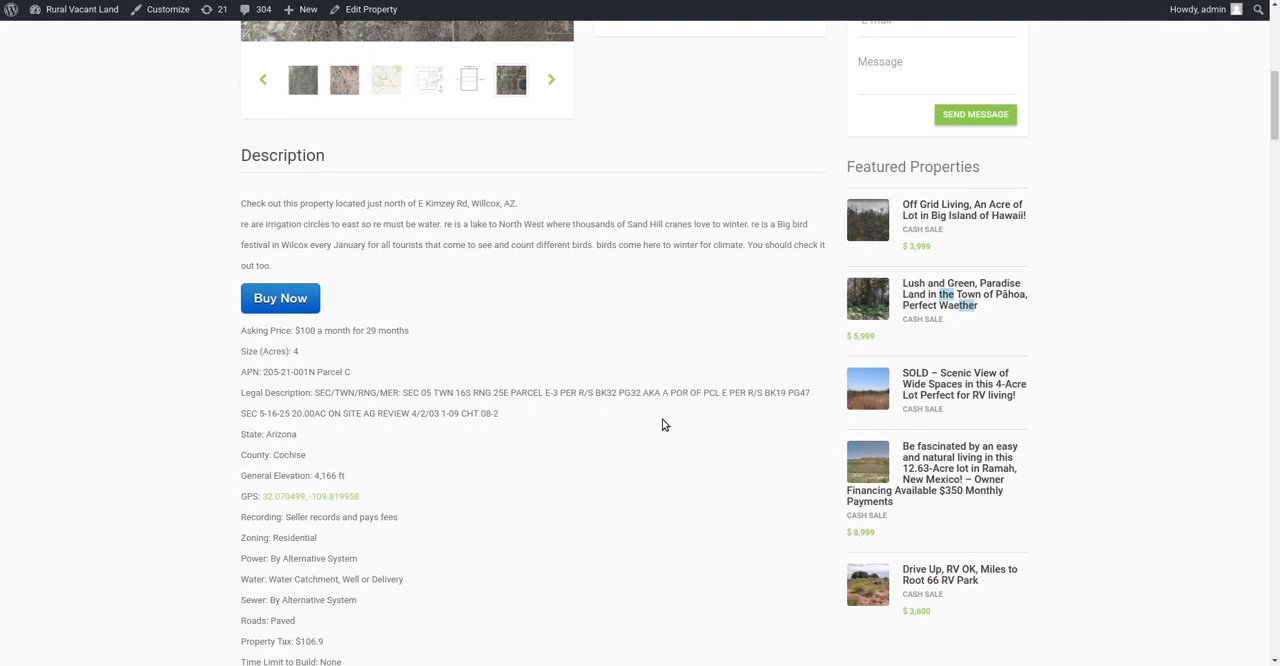 Rural Vacant Land
Customize
21
304
New
Edit Property
Howdy, admin
E-mail
Message
SEND MESSAGE
Description
Check out this property located just north of E Kimzey Rd, Willcox, AZ.
re are irrigation circles to east so re must be water. re is a lake to North West where thousands of Sand Hill cranes love to winter. re is a Big bird
festival in Wilcox every January for all tourists that come to see and count different birds. birds come here to winter for climate. You should check it
out too.
Buy Now
Asking Price: $100 a month for 29 months
Size (Acres): 4
APN: 205-21-001N Parcel C
Legal Description: SEC/TWN/RNG/MER: SEC 05 TWN 16S RNG 25E PARCEL E-3 PER R/S BK32 PG32 AKA A POR OF PCL E PER R/S BK19 PG47
SEC 5-16-25 20.00AC ON SITE AG REVIEW 4/2/03 1-09 CHT 08-2
State: Arizona
County: Cochise
General Elevation: 4,166 ft
GPS: 32.070499, -109.819958
Recording: Seller records and pays fees
Zoning: Residential
Power: By Alternative System
Water: Water Catchment, Well or Delivery
Sewer: By Alternative System
Roads: Paved
Property Tax: $106.9
Time Limit to Build: None
Featured Properties
Off Grid Living, An Acre of
Lot in Big Island of Hawaii!
CASH SALE
$ 3,999
Lush and Green, Paradise
Land in the Town of Pāhoa,
Perfect Waether
CASH SALE
$ 5,999
SOLD – Scenic View of
Wide Spaces in this 4-Acre
Lot Perfect for RV living!
CASH SALE
Be fascinated by an easy
and natural living in this
12.63-Acre lot in Ramah,
New Mexico! – Owner
Financing Available $350 Monthly
Payments
CASH SALE
$ 8,999
Drive Up, RV OK, Miles to
Root 66 RV Park
CASH SALE
$ 3,600